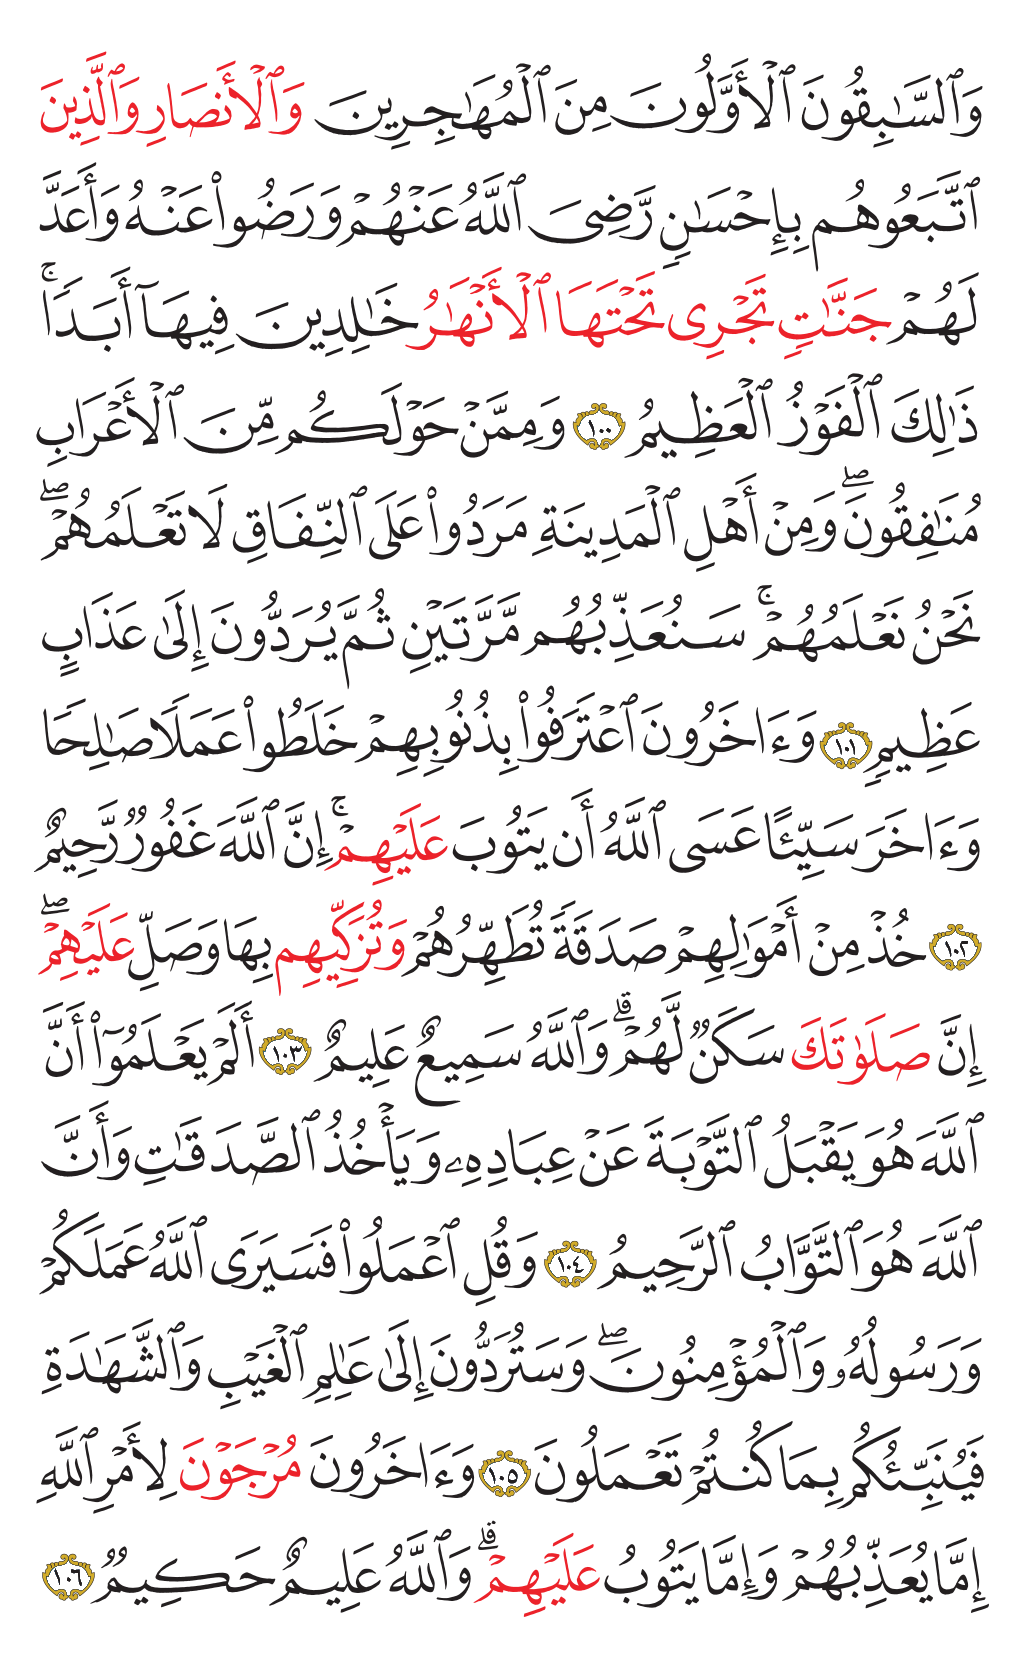 وَٱلسَّٰبِقُونَ ٱلْأَوَّلُونَ مِنَ ٱلْمُهَٰجِرِينَ وَٱلْأَنصَارِ وَٱلَّذِينَ
ٱتَّبَعُوهُم بِإِحْسَٰنٍ رَّضِىَ ٱللَّهُ عَنْهُمْ وَرَضُوا۟ عَنْهُ وَأَعَدَّ
لَهُمْ جَنَّٰتٍ تَجْرِى تَحْتَهَا ٱلْأَنْهَٰرُ خَٰلِدِينَ فِيهَآ أَبَدًا ۚ
ذَٰلِكَ ٱلْفَوْزُ ٱلْعَظِيمُ ١٠٠ وَمِمَّنْ حَوْلَكُم مِّنَ ٱلْأَعْرَابِ
مُنَٰفِقُونَ ۖ وَمِنْ أَهْلِ ٱلْمَدِينَةِ مَرَدُوا۟ عَلَى ٱلنِّفَاقِ لَا تَعْلَمُهُمْ ۖ
نَحْنُ نَعْلَمُهُمْ ۚ سَنُعَذِّبُهُم مَّرَّتَيْنِ ثُمَّ يُرَدُّونَ إِلَىٰ عَذَابٍ
عَظِيمٍ ١٠١ وَءَاخَرُونَ ٱعْتَرَفُوا۟ بِذُنُوبِهِمْ خَلَطُوا۟ عَمَلًا صَٰلِحًا
وَءَاخَرَ سَيِّئًا عَسَى ٱللَّهُ أَن يَتُوبَ عَلَيْهِمْ ۚ إِنَّ ٱللَّهَ غَفُورٌ رَّحِيمٌ
١٠٢ خُذْ مِنْ أَمْوَٰلِهِمْ صَدَقَةً تُطَهِّرُهُمْ وَتُزَكِّيهِم بِهَا وَصَلِّ عَلَيْهِمْ ۖ
إِنَّ صَلَوٰتَكَ سَكَنٌ لَّهُمْ ۗ وَٱللَّهُ سَمِيعٌ عَلِيمٌ ١٠٣ أَلَمْ يَعْلَمُوٓا۟ أَنَّ
ٱللَّهَ هُوَ يَقْبَلُ ٱلتَّوْبَةَ عَنْ عِبَادِهِۦ وَيَأْخُذُ ٱلصَّدَقَٰتِ وَأَنَّ
ٱللَّهَ هُوَ ٱلتَّوَّابُ ٱلرَّحِيمُ ١٠٤ وَقُلِ ٱعْمَلُوا۟ فَسَيَرَى ٱللَّهُ عَمَلَكُمْ
وَرَسُولُهُۥ وَٱلْمُؤْمِنُونَ ۖ وَسَتُرَدُّونَ إِلَىٰ عَٰلِمِ ٱلْغَيْبِ وَٱلشَّهَٰدَةِ
فَيُنَبِّئُكُم بِمَا كُنتُمْ تَعْمَلُونَ ١٠٥ وَءَاخَرُونَ مُرْجَوْنَ لِأَمْرِ ٱللَّهِ
إِمَّا يُعَذِّبُهُمْ وَإِمَّا يَتُوبُ عَلَيْهِمْ ۗ وَٱللَّهُ عَلِيمٌ حَكِيمٌ ١٠٦